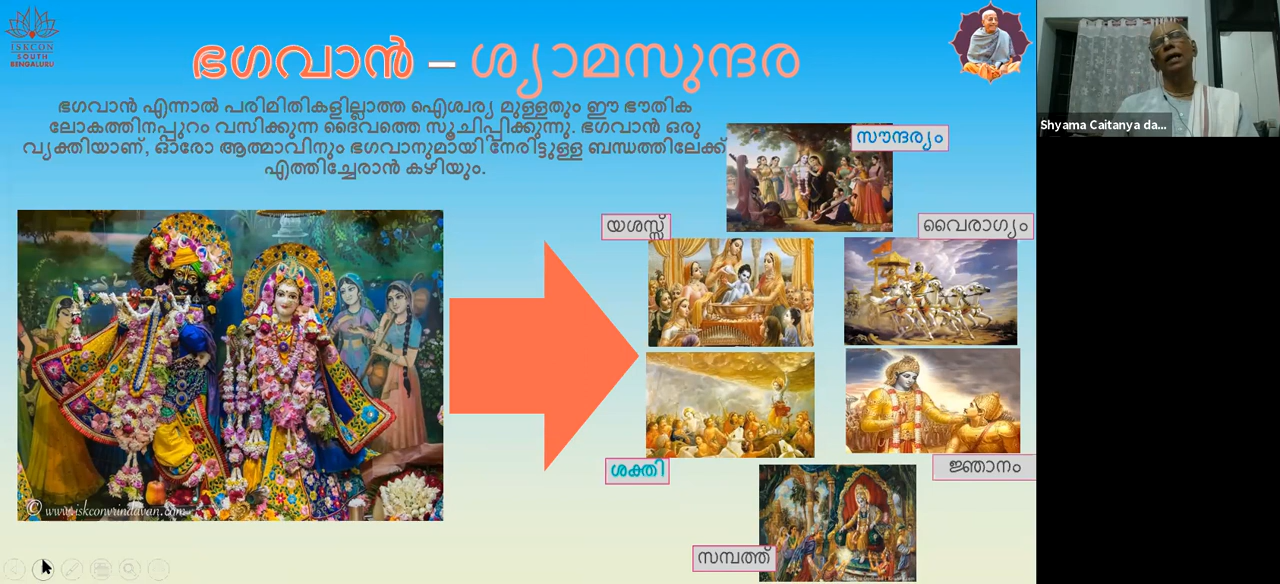 ISKCON
SOUTH
BENGALURU
ഭഗവാൻ – ശ്യാമസുന്ദര
ഭഗവാൻ എന്നാൽ പരിമിതികളില്ലാത്ത ഐശ്വര്യ മുള്ളതും ഈ ഭൗതിക
ലോകത്തിനപ്പുറം വസിക്കുന്ന ദൈവത്തെ സൂചിപ്പിക്കുന്നു. ഭഗവാൻ ഒരു
വ്യക്തിയാണ്, ഓരോ ആത്മാവിനും ഭഗവാനുമായി നേരിട്ടുള്ള ബന്ധത്തിലേക്ക്
എത്തിച്ചേരാൻ കഴിയും.
സൗന്ദര്യം
യശസ്സ്
വൈരാഗ്യം
ശക്തി
ജ്ഞാനം
സമ്പത്ത്
© www.iskconvrindavan.com
Shyama Caitanya da...